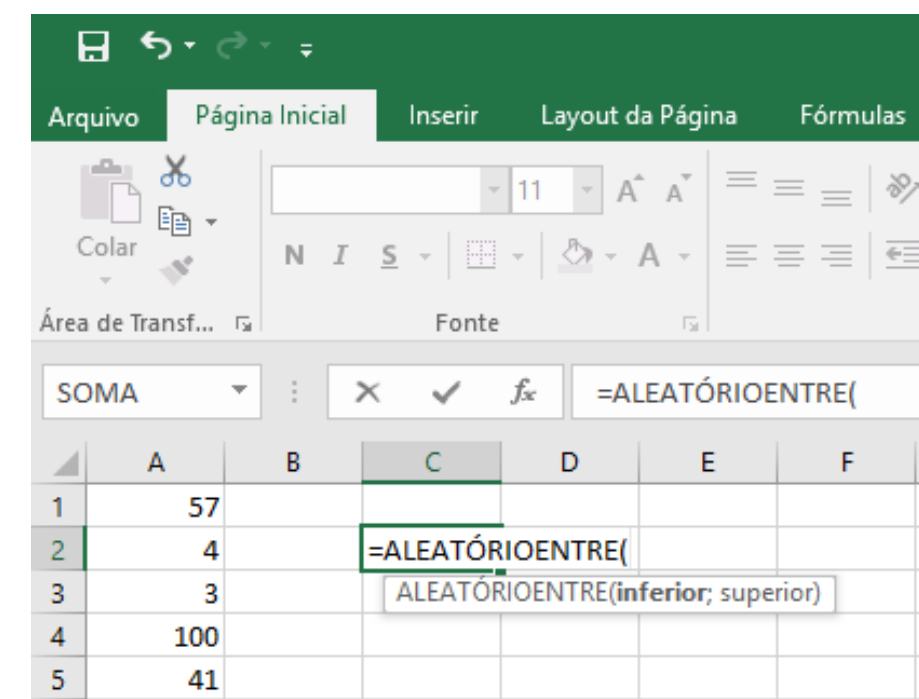 Arquivo Página Inicial Inserir Layout da Página Fórmulas
Colar
11 A A
N I S A
Área de Transf... Fonte
SOMA fx =ALEATÓRIOENTRE(
A B C D E F
1 57
2 4 =ALEATÓRIOENTRE(
3 3 ALEATÓRIOENTRE(inferior; superior)
4 100
5 41